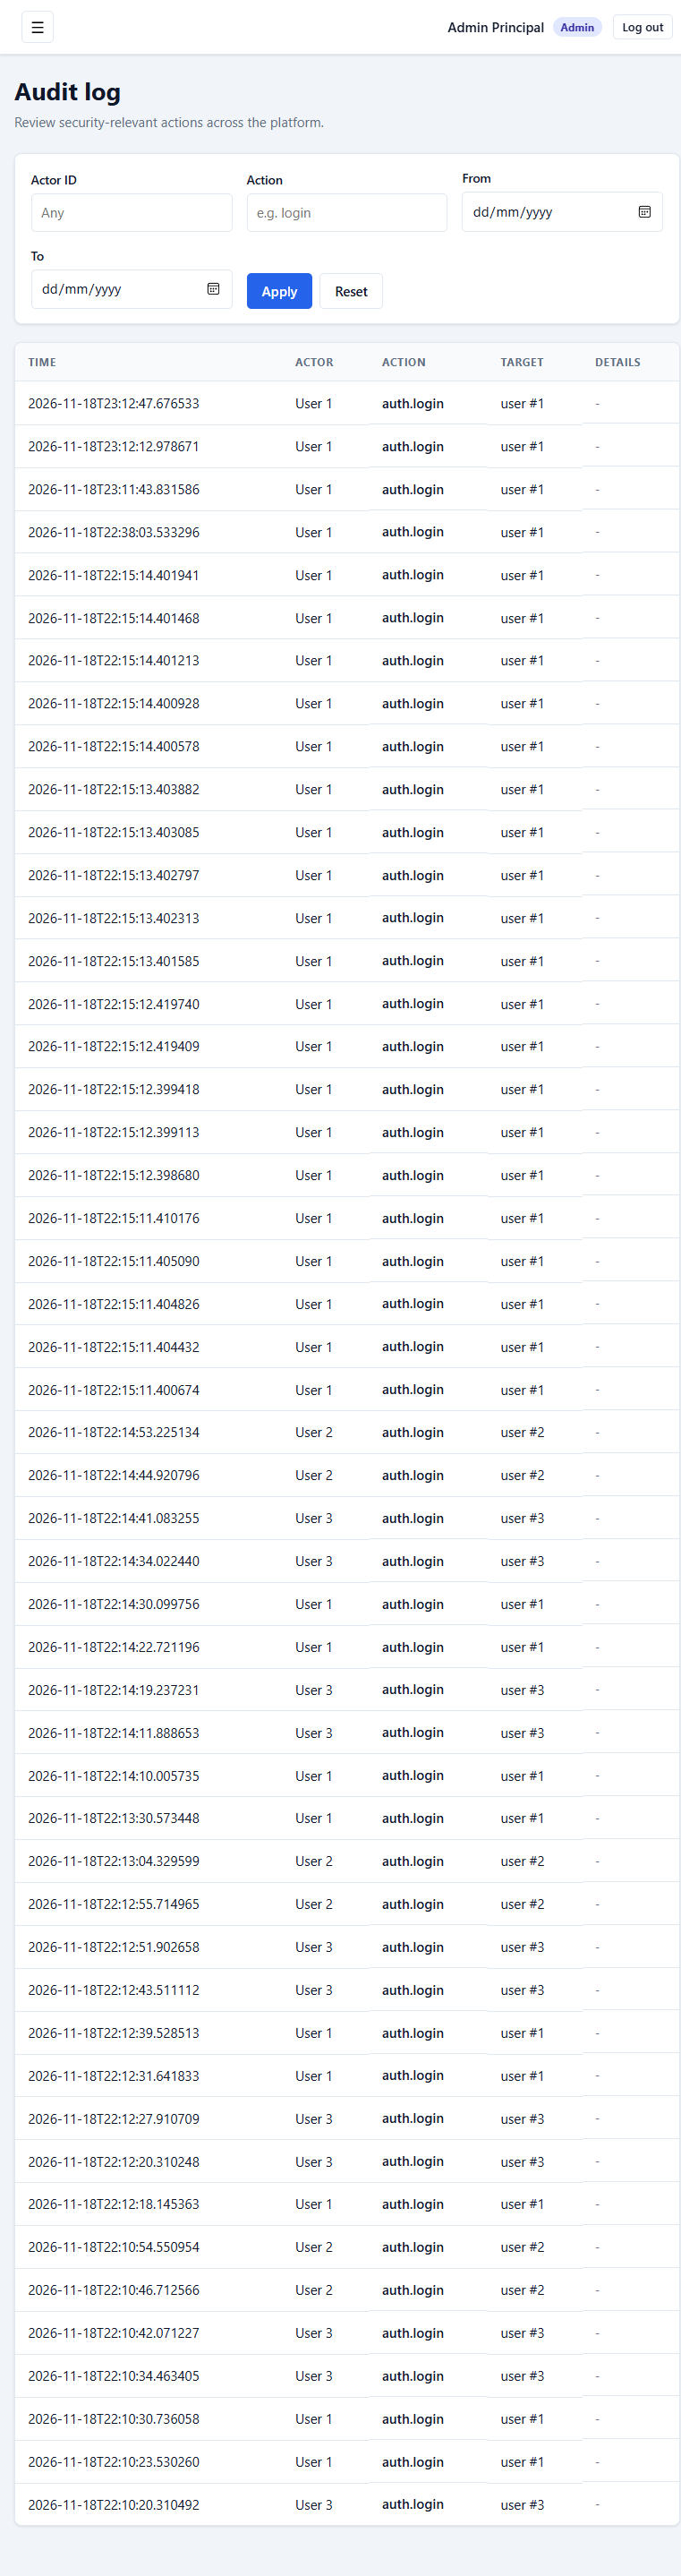 ☰ Admin Principal Admin Log out
Audit log
Review security-relevant actions across the platform.
Actor ID Action From
Any e.g. login dd/mm/yyyy
To
dd/mm/yyyy Apply Reset
TIME ACTOR ACTION TARGET DETAILS
2026-11-18T23:12:47.676533 User 1 auth.login user #1 -
2026-11-18T23:12:12.978671 User 1 auth.login user #1 -
2026-11-18T23:11:43.831586 User 1 auth.login user #1 -
2026-11-18T22:38:03.533296 User 1 auth.login user #1 -
2026-11-18T22:15:14.401941 User 1 auth.login user #1 -
2026-11-18T22:15:14.401468 User 1 auth.login user #1 -
2026-11-18T22:15:14.401213 User 1 auth.login user #1 -
2026-11-18T22:15:14.400928 User 1 auth.login user #1 -
2026-11-18T22:15:14.400578 User 1 auth.login user #1 -
2026-11-18T22:15:13.403882 User 1 auth.login user #1 -
2026-11-18T22:15:13.403085 User 1 auth.login user #1 -
2026-11-18T22:15:13.402797 User 1 auth.login user #1 -
2026-11-18T22:15:13.402313 User 1 auth.login user #1 -
2026-11-18T22:15:13.401585 User 1 auth.login user #1 -
2026-11-18T22:15:12.419740 User 1 auth.login user #1 -
2026-11-18T22:15:12.419409 User 1 auth.login user #1 -
2026-11-18T22:15:12.399418 User 1 auth.login user #1 -
2026-11-18T22:15:12.399113 User 1 auth.login user #1 -
2026-11-18T22:15:12.398680 User 1 auth.login user #1 -
2026-11-18T22:15:11.410176 User 1 auth.login user #1 -
2026-11-18T22:15:11.405090 User 1 auth.login user #1 -
2026-11-18T22:15:11.404826 User 1 auth.login user #1 -
2026-11-18T22:15:11.404432 User 1 auth.login user #1 -
2026-11-18T22:15:11.400674 User 1 auth.login user #1 -
2026-11-18T22:14:53.225134 User 2 auth.login user #2 -
2026-11-18T22:14:44.920796 User 2 auth.login user #2 -
2026-11-18T22:14:41.083255 User 3 auth.login user #3 -
2026-11-18T22:14:34.022440 User 3 auth.login user #3 -
2026-11-18T22:14:30.099756 User 1 auth.login user #1 -
2026-11-18T22:14:22.721196 User 1 auth.login user #1 -
2026-11-18T22:14:19.237231 User 3 auth.login user #3 -
2026-11-18T22:14:11.888653 User 3 auth.login user #3 -
2026-11-18T22:14:10.005735 User 1 auth.login user #1 -
2026-11-18T22:13:30.573448 User 1 auth.login user #1 -
2026-11-18T22:13:04.329599 User 2 auth.login user #2 -
2026-11-18T22:12:55.714965 User 2 auth.login user #2 -
2026-11-18T22:12:51.902658 User 3 auth.login user #3 -
2026-11-18T22:12:43.511112 User 3 auth.login user #3 -
2026-11-18T22:12:39.528513 User 1 auth.login user #1 -
2026-11-18T22:12:31.641833 User 1 auth.login user #1 -
2026-11-18T22:12:27.910709 User 3 auth.login user #3 -
2026-11-18T22:12:20.310248 User 3 auth.login user #3 -
2026-11-18T22:12:18.145363 User 1 auth.login user #1 -
2026-11-18T22:10:54.550954 User 2 auth.login user #2 -
2026-11-18T22:10:46.712566 User 2 auth.login user #2 -
2026-11-18T22:10:42.071227 User 3 auth.login user #3 -
2026-11-18T22:10:34.463405 User 3 auth.login user #3 -
2026-11-18T22:10:30.736058 User 1 auth.login user #1 -
2026-11-18T22:10:23.530260 User 1 auth.login user #1 -
2026-11-18T22:10:20.310492 User 3 auth.login user #3 -